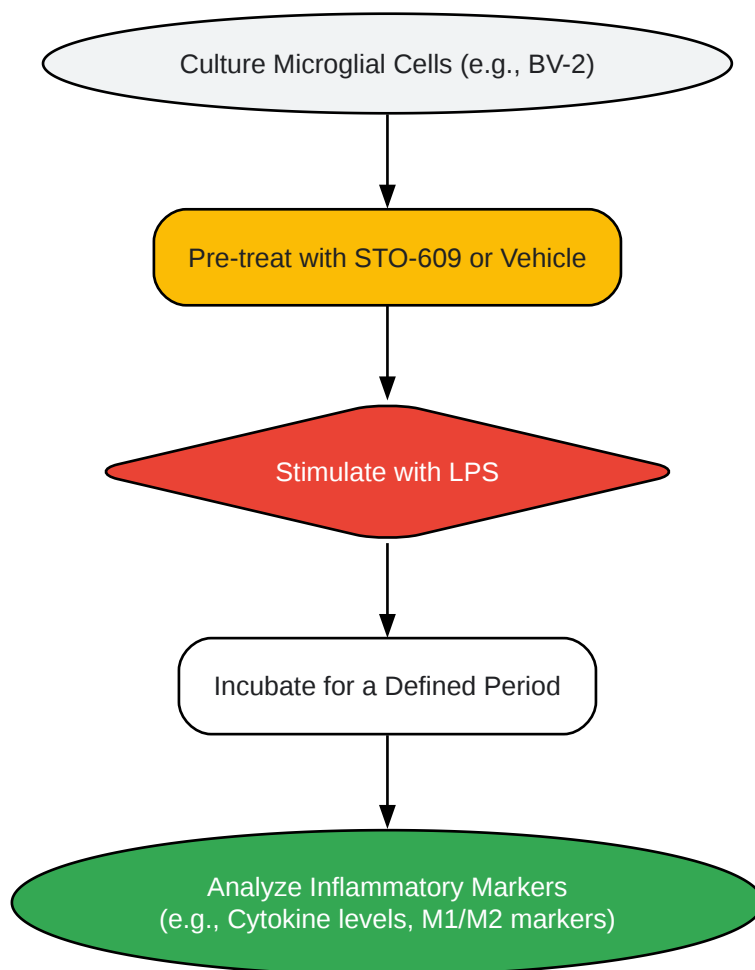 Culture Microglial Cells (e.g., BV-2)
Pre-treat with STO-609 or Vehicle
Stimulate with LPS
Incubate for a Defined Period
Analyze Inflammatory Markers
(e.g., Cytokine levels, M1/M2 markers)